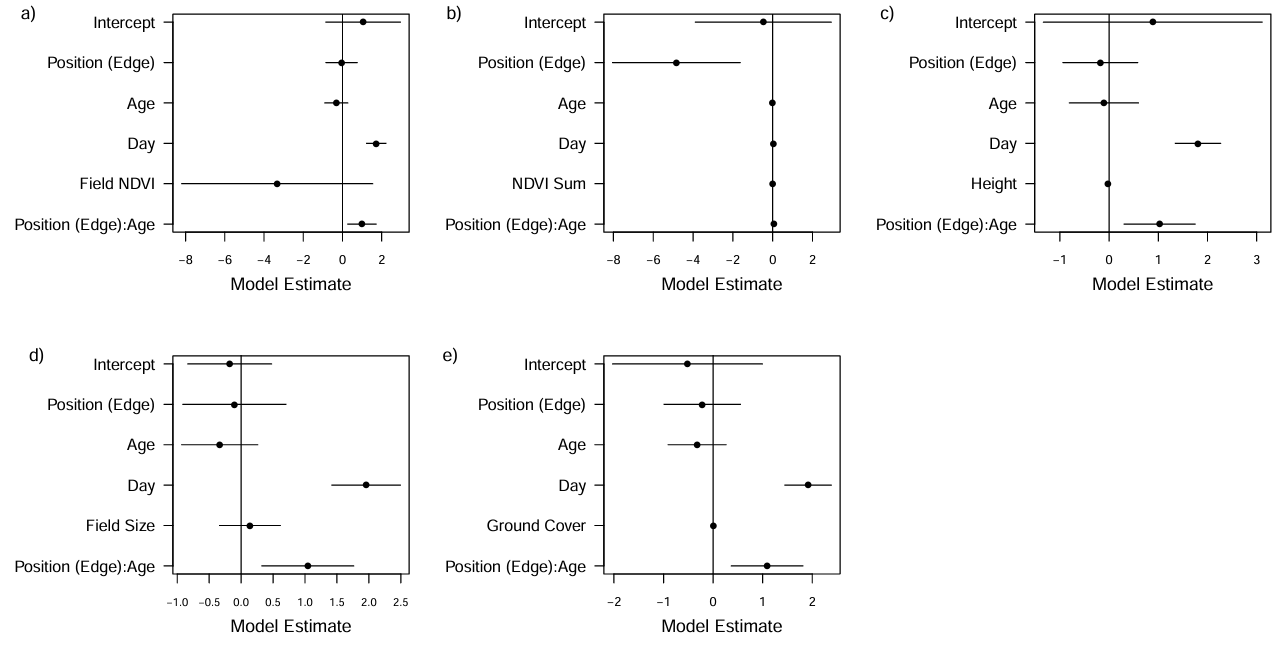 a)
Intercept
Position (Edge)
Age
Day
Field NDVI
Position (Edge):Age
−8 −6 −4 −2 0 2
Model Estimate
b)
Intercept
Position (Edge)
Age
Day
NDVI Sum
Position (Edge):Age
−8 −6 −4 −2 0 2
Model Estimate
c)
Intercept
Position (Edge)
Age
Day
Height
Position (Edge):Age
−1 0 1 2 3
Model Estimate
d)
Intercept
Position (Edge)
Age
Day
Field Size
Position (Edge):Age
−1.0 −0.5 0.0 0.5 1.0 1.5 2.0 2.5
Model Estimate
e)
Intercept
Position (Edge)
Age
Day
Ground Cover
Position (Edge):Age
−2 −1 0 1 2
Model Estimate